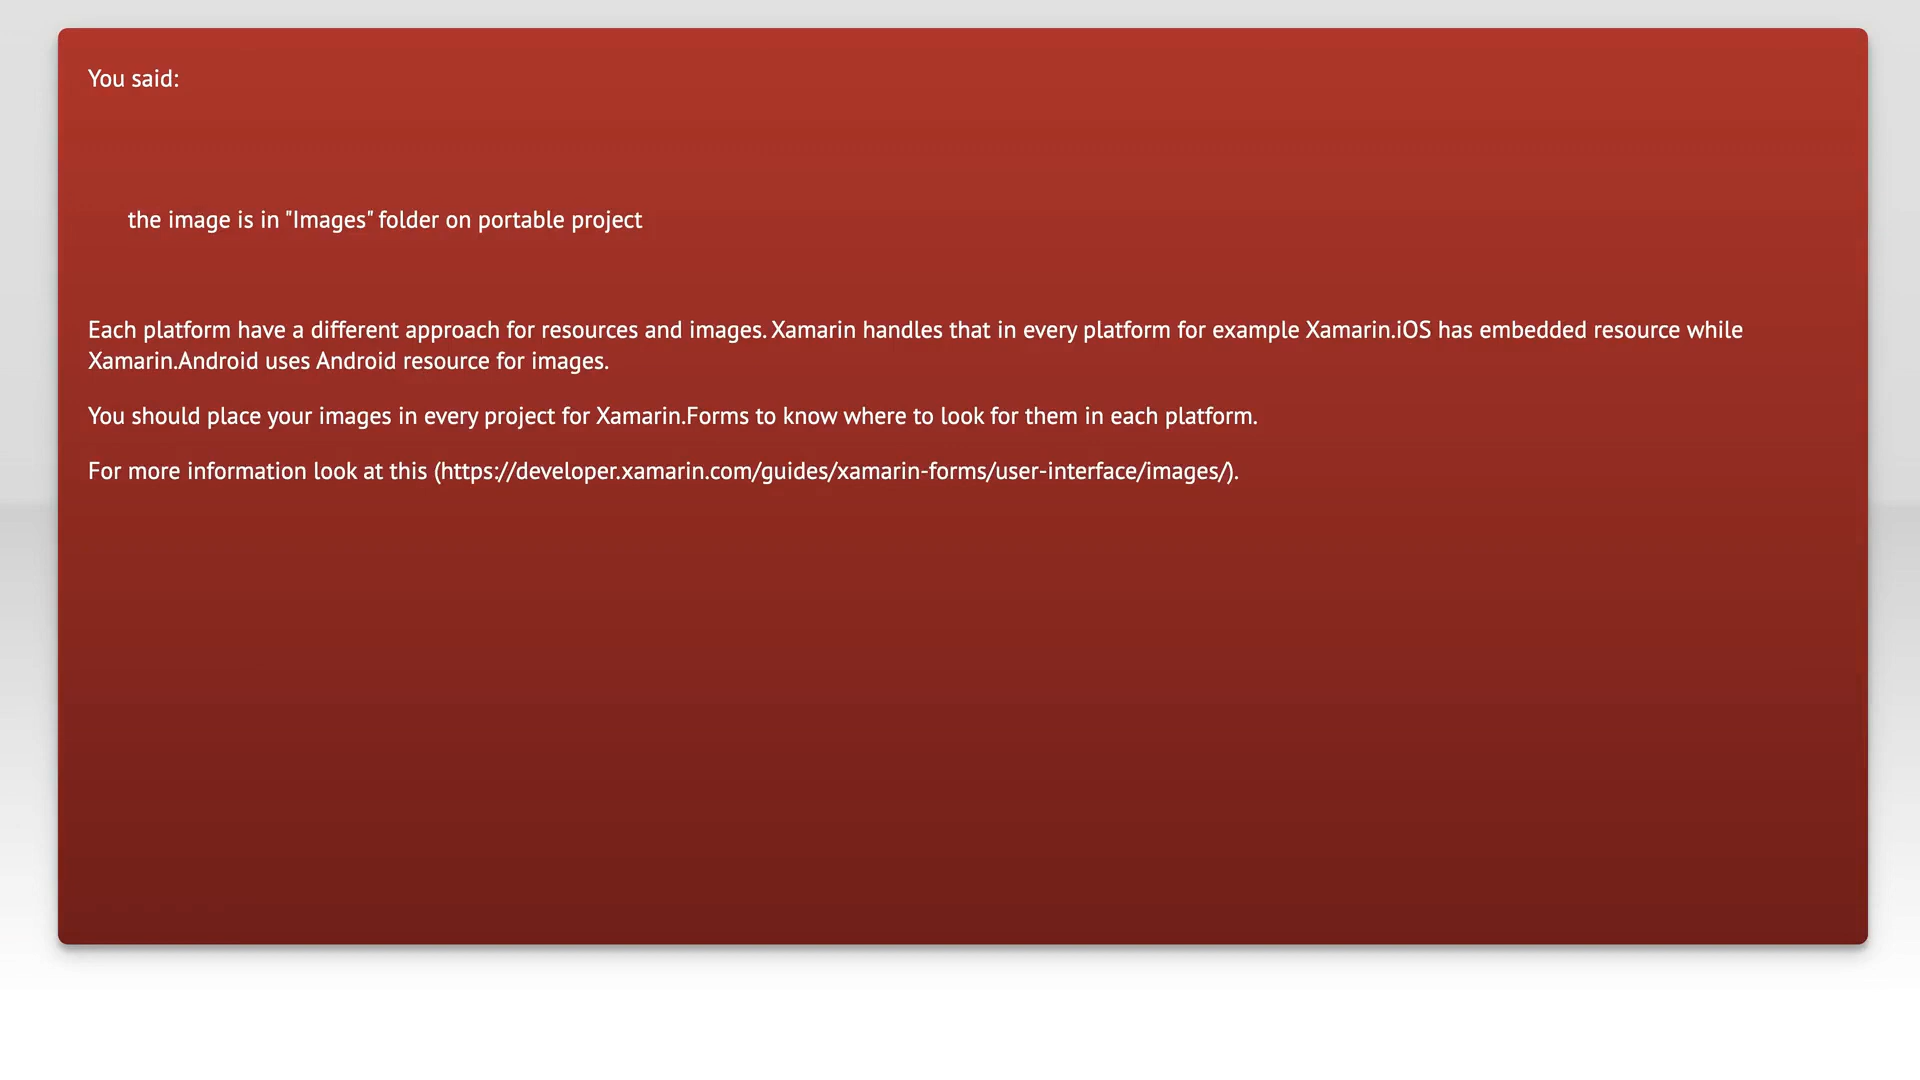 You said:
the image is in "Images" folder on portable project
Each platform have a different approach for resources and images. Xamarin handles that in every platform for example Xamarin.iOS has embedded resource while
Xamarin.Android uses Android resource for images.
You should place your images in every project for Xamarin.Forms to know where to look for them in each platform.
For more information look at this (https://developer.xamarin.com/guides/xamarin-forms/user-interface/images/).